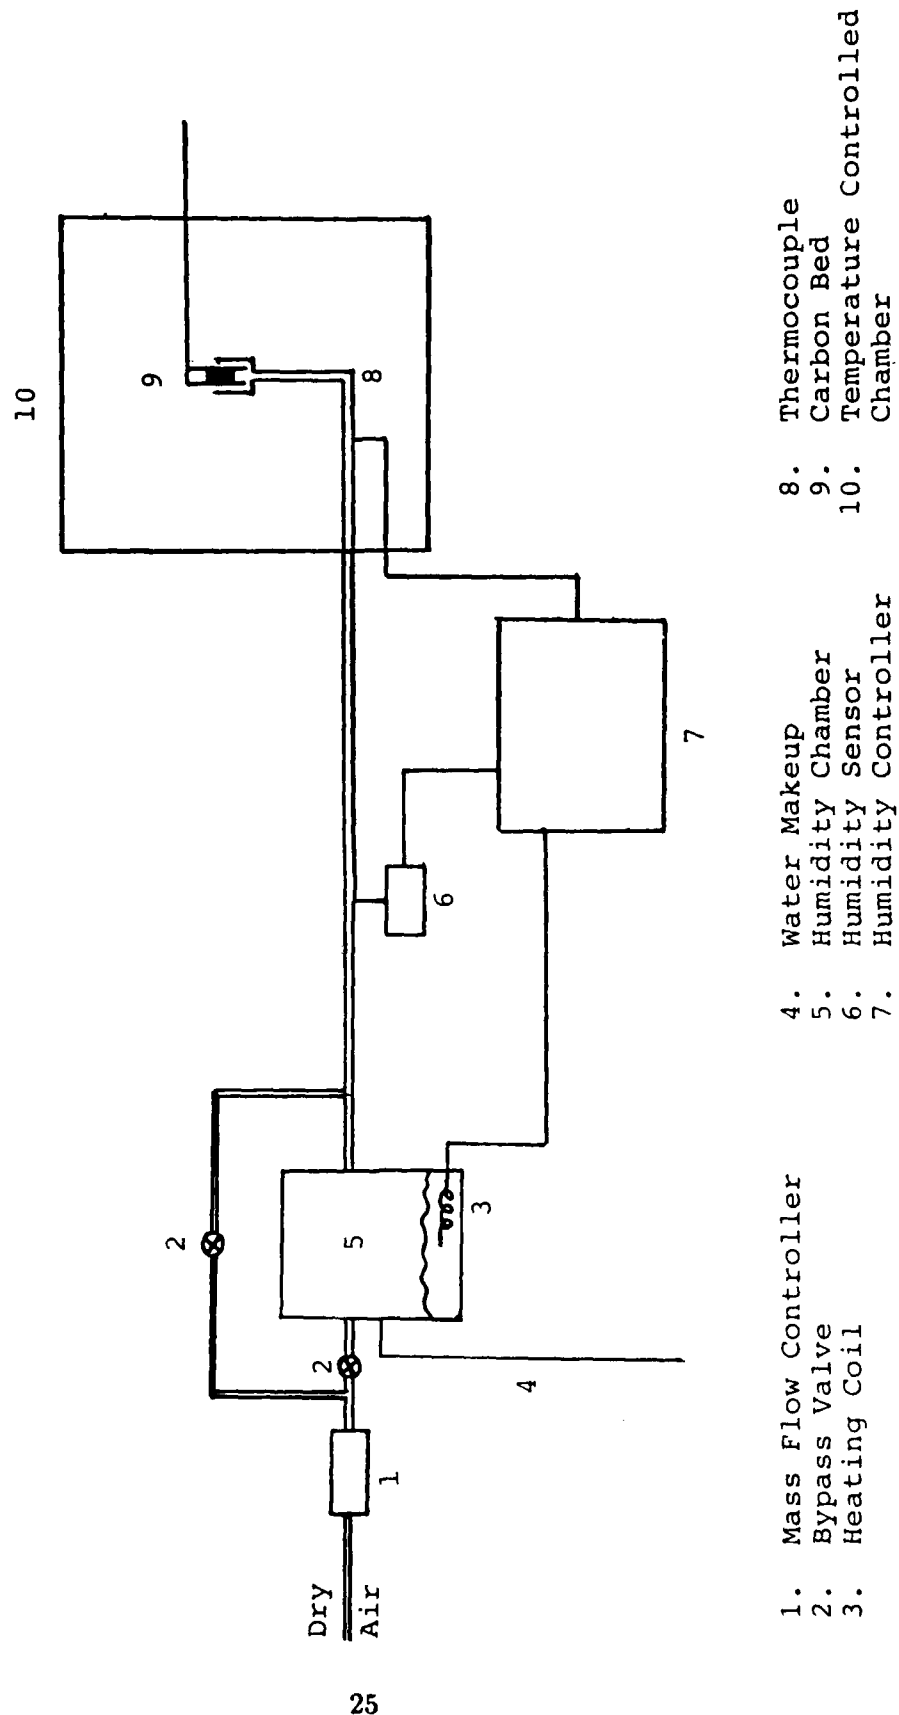 10
9
8
2
5
2
3
4
6
7
1
Dry
Air
1. Mass Flow Controller
2. Bypass Valve
3. Heating Coil
4. Water Makeup
5. Humidity Chamber
6. Humidity Sensor
7. Humidity Controller
8. Thermocouple
9. Carbon Bed
10. Temperature Controlled
Chamber
25